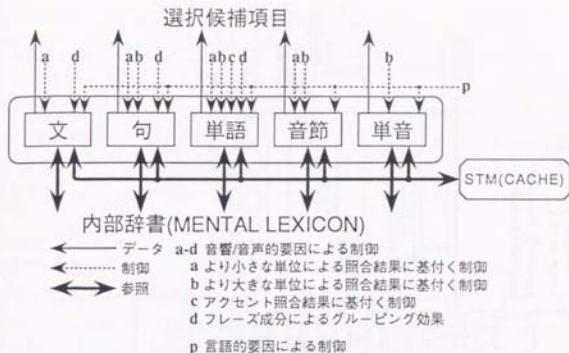 選択候補項目
a d ab d abcd ab b
p
文 句 単語 音節 単音
STM(CACHE)
内部辞書(MENTAL LEXICON)
データ a-d 音響/音声的要因による制御
制御 a より小さな単位による照合結果に基付く制御
参照 b より大きな単位による照合結果に基付く制御
c アクセント照合結果に基付く制御
d フレーズ成分によるグルーピング効果
p 言語的要因による制御